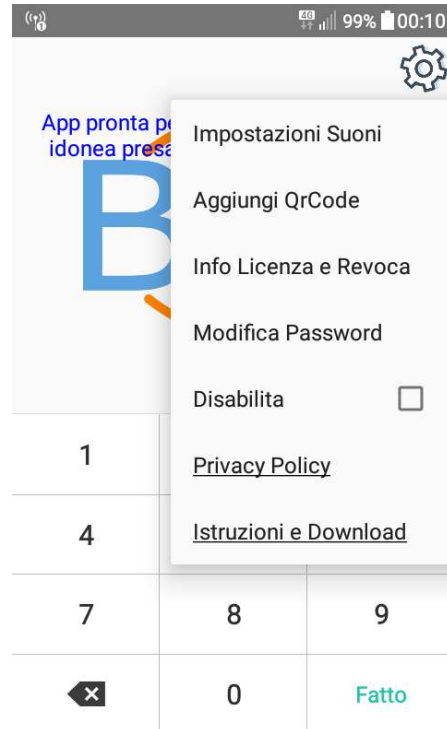 4G 99% 00:10
App pronta pe
idonea presa
B
Impostazioni Suoni
Aggiungi QrCode
Info Licenza e Revoca
Modifica Password
Disabilita
Privacy Policy
Istruzioni e Download
1
4
7 8 9
0 Fatto